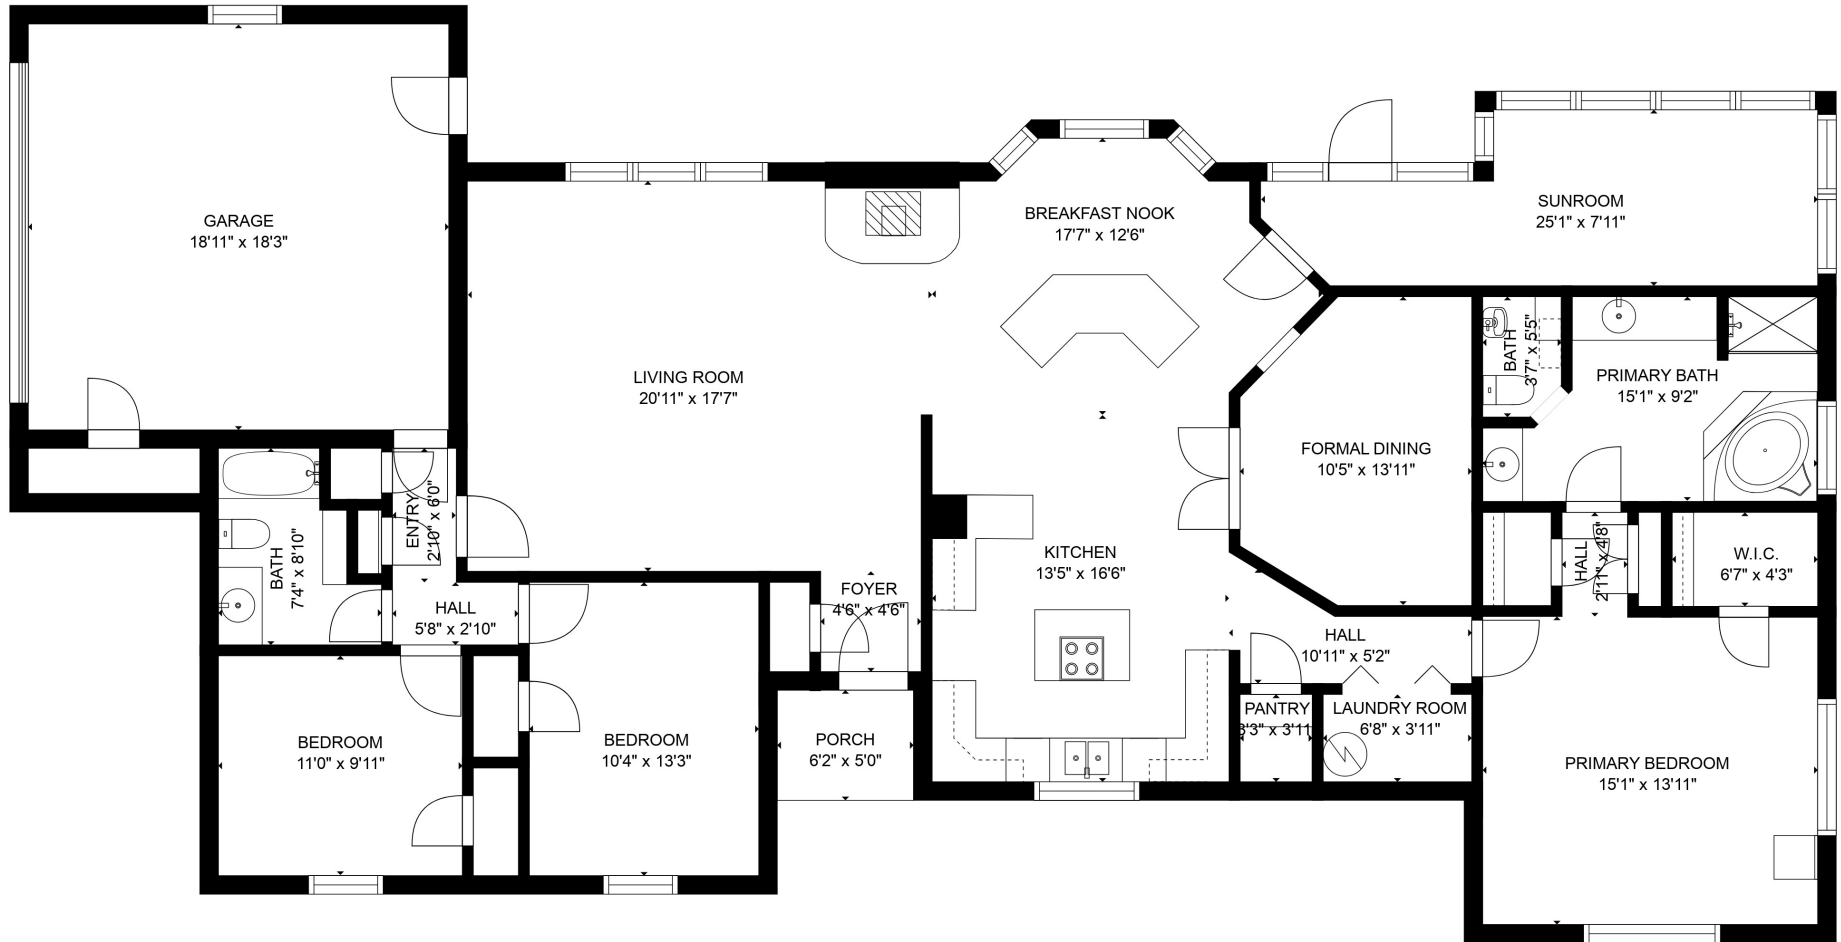 GARAGE
18'11" x 18'3"
BREAKFAST NOOK
17'7" x 12'6"
SUNROOM
25'1" x 7'11"
LIVING ROOM
20'11" x 17'7"
BATH
3'7" x 5'5"
PRIMARY BATH
15'1" x 9'2"
FORMAL DINING
10'5" x 13'11"
ENTRY
2'10" x 6'0"
BATH
7'4" x 8'10"
HALL
5'8" x 2'10"
FOYER
4'6" x 4'6"
KITCHEN
13'5" x 16'6"
HALL
2'11" x 4'8"
W.I.C.
6'7" x 4'3"
HALL
10'11" x 5'2"
BEDROOM
11'0" x 9'11"
BEDROOM
10'4" x 13'3"
PORCH
6'2" x 5'0"
PANTRY
3'3" x 3'11"
LAUNDRY ROOM
6'8" x 3'11"
PRIMARY BEDROOM
15'1" x 13'11"